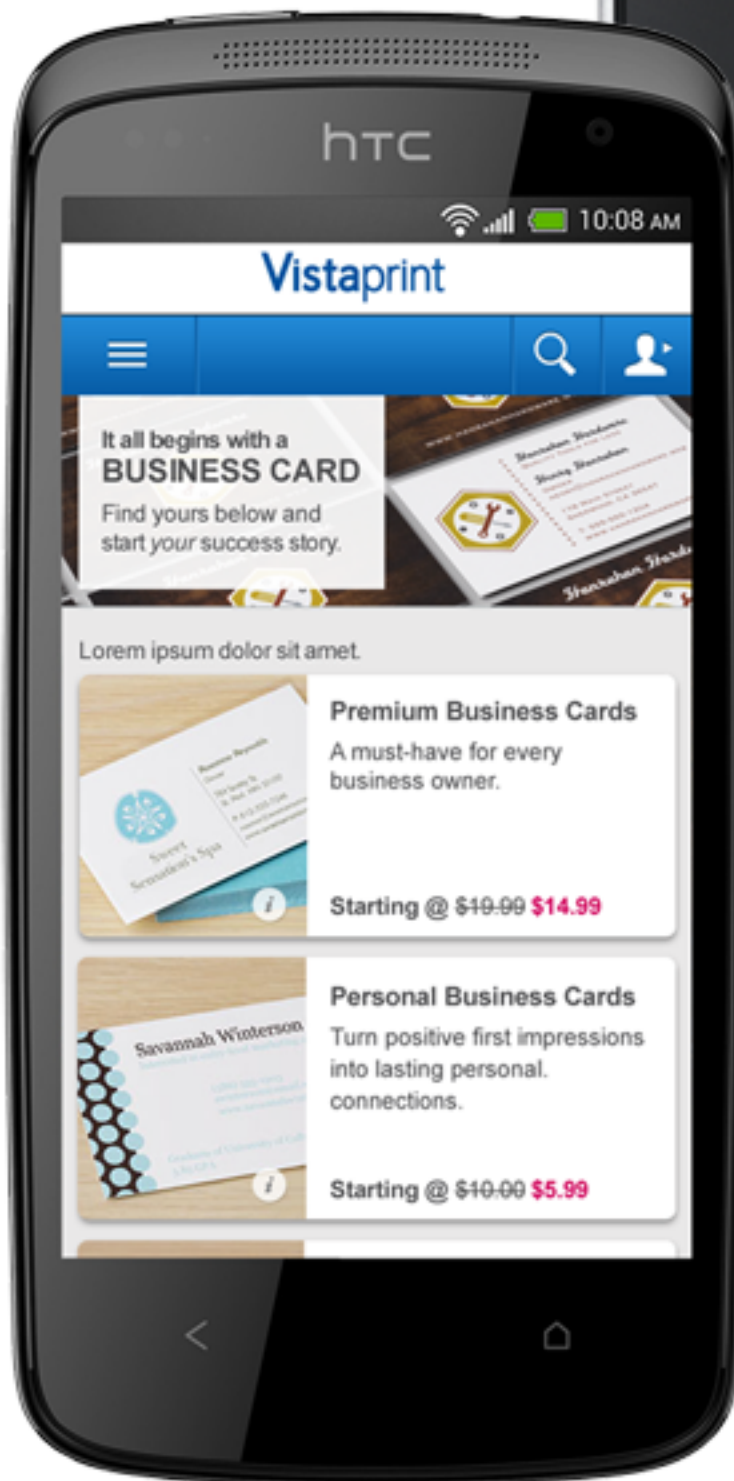 hTC
10:08 AM
Vistaprint
It all begins with a
BUSINESS CARD
Find yours below and
start your success story.
Lorem ipsum dolor sit amet.
Premium Business Cards
A must-have for every
business owner.
Sweet
Sensation's Spa
i
Starting @ $19.99 $14.99
Personal Business Cards
Savannah Winterson
Turn positive first impressions
into lasting personal.
connections.
i
Starting @ $10.00 $5.99